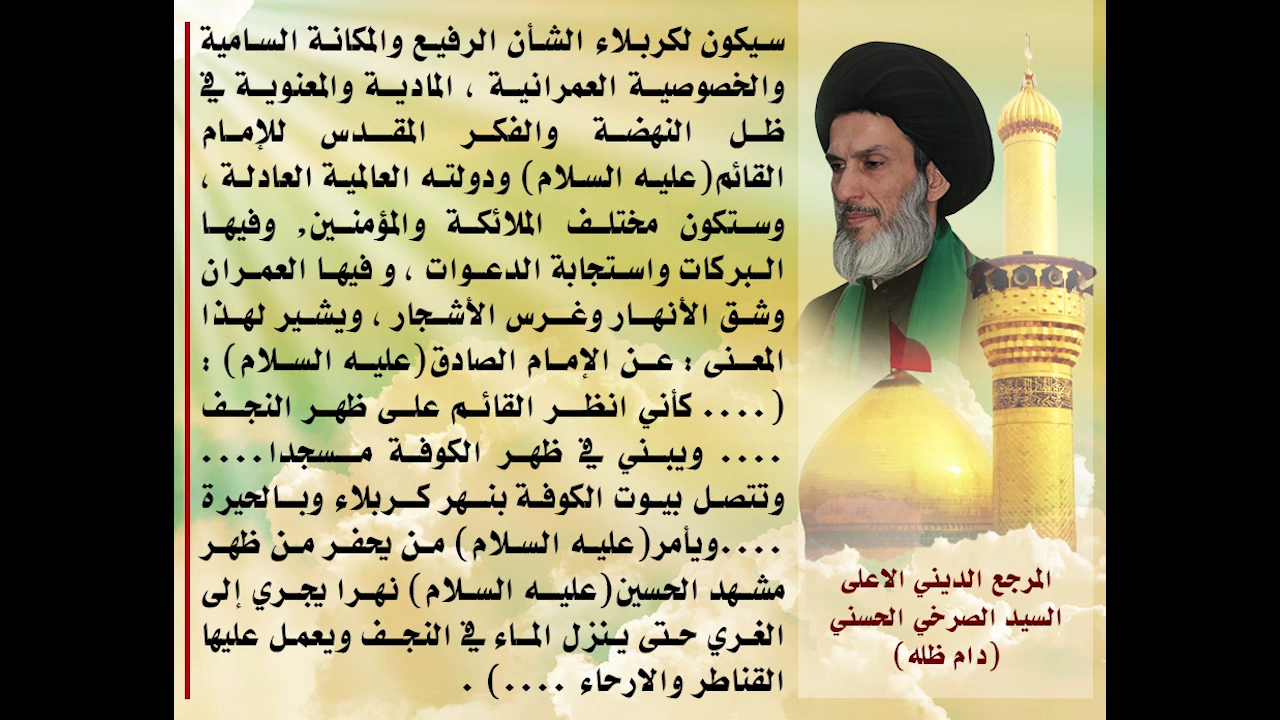 سيكون لكربلاء الشأن الرفيع والمكانة السامية
والخصوصية العمرانية ، المادية والمعنوية في
ظل النهضة والفكر المقدس للإمام
القائم(عليه السلام) ودولته العالمية العادلة ،
وستكون مختلف الملائكة والمؤمنين, وفيها
البركات واستجابة الدعوات ، و فيها العمران
وشق الأنهار وغرس الأشجار ، ويشير لهذا
المعنى : عن الإمام الصادق(عليه السلام) :
(.... كأني انظر القائم على ظهر النجف
.... ويبني في ظهر الكوفة مسجدا....
وتتصل بيوت الكوفة بنهر كربلاء وبالحيرة
....ويأمر(عليه السلام) من يحفر من ظهر
مشهد الحسين(عليه السلام) نهرا يجري إلى
الغري حتى ينزل الماء في النجف ويعمل عليها
القناطر والارحاء ....) .
المرجع الديني الاعلى
السيد الصرخي الحسني
(دام ظله)